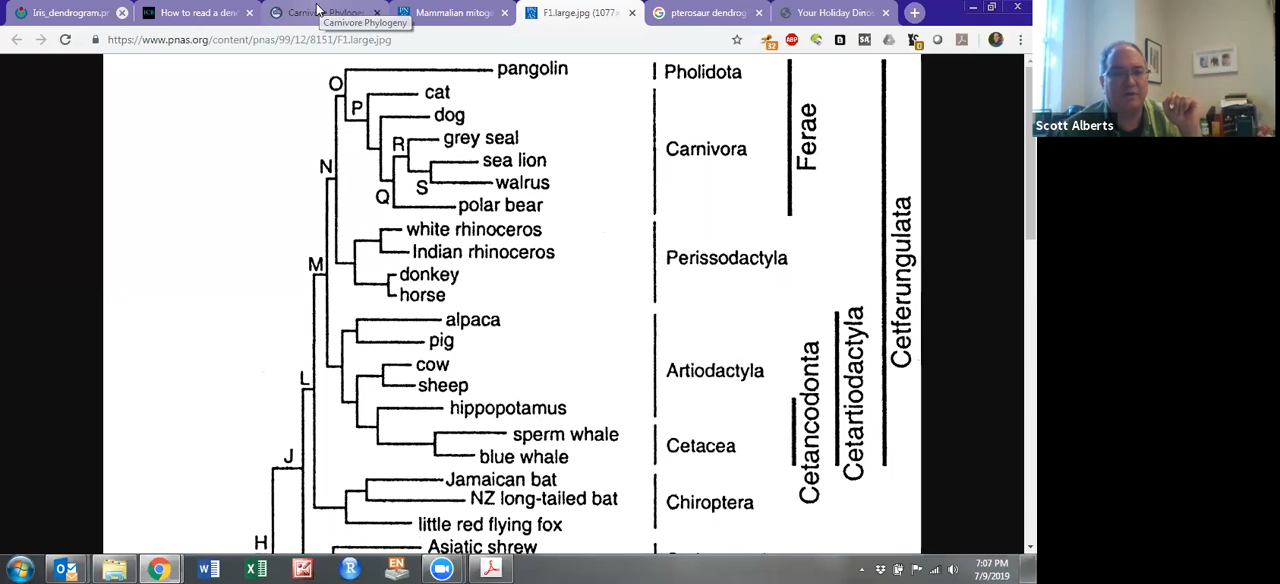 Iris_dendrogram.p
How to read a den
Carnivore Phyloge
Mammalian mitog
F1.large.jpg (1077×
pterosaur dendrog
Your Holiday Dino
Carnivore Phylogeny
https://www.pnas.org/content/pnas/99/12/8151/F1.large.jpg
Scott Alberts
pangolin
Pholidota
O
P
cat
dog
R
grey seal
Carnivora
Ferae
N
sea lion
S
walrus
Q
polar bear
white rhinoceros
Indian rhinoceros
Perissodactyla
M
donkey
horse
Cetferungulata
alpaca
pig
cow
Artiodactyla
L
sheep
hippopotamus
Cetancodonta
Cetartiodactyla
sperm whale
Cetacea
J
blue whale
Jamaican bat
NZ long-tailed bat
Chiroptera
little red flying fox
H
Asiatic shrew
7:07 PM
7/9/2019